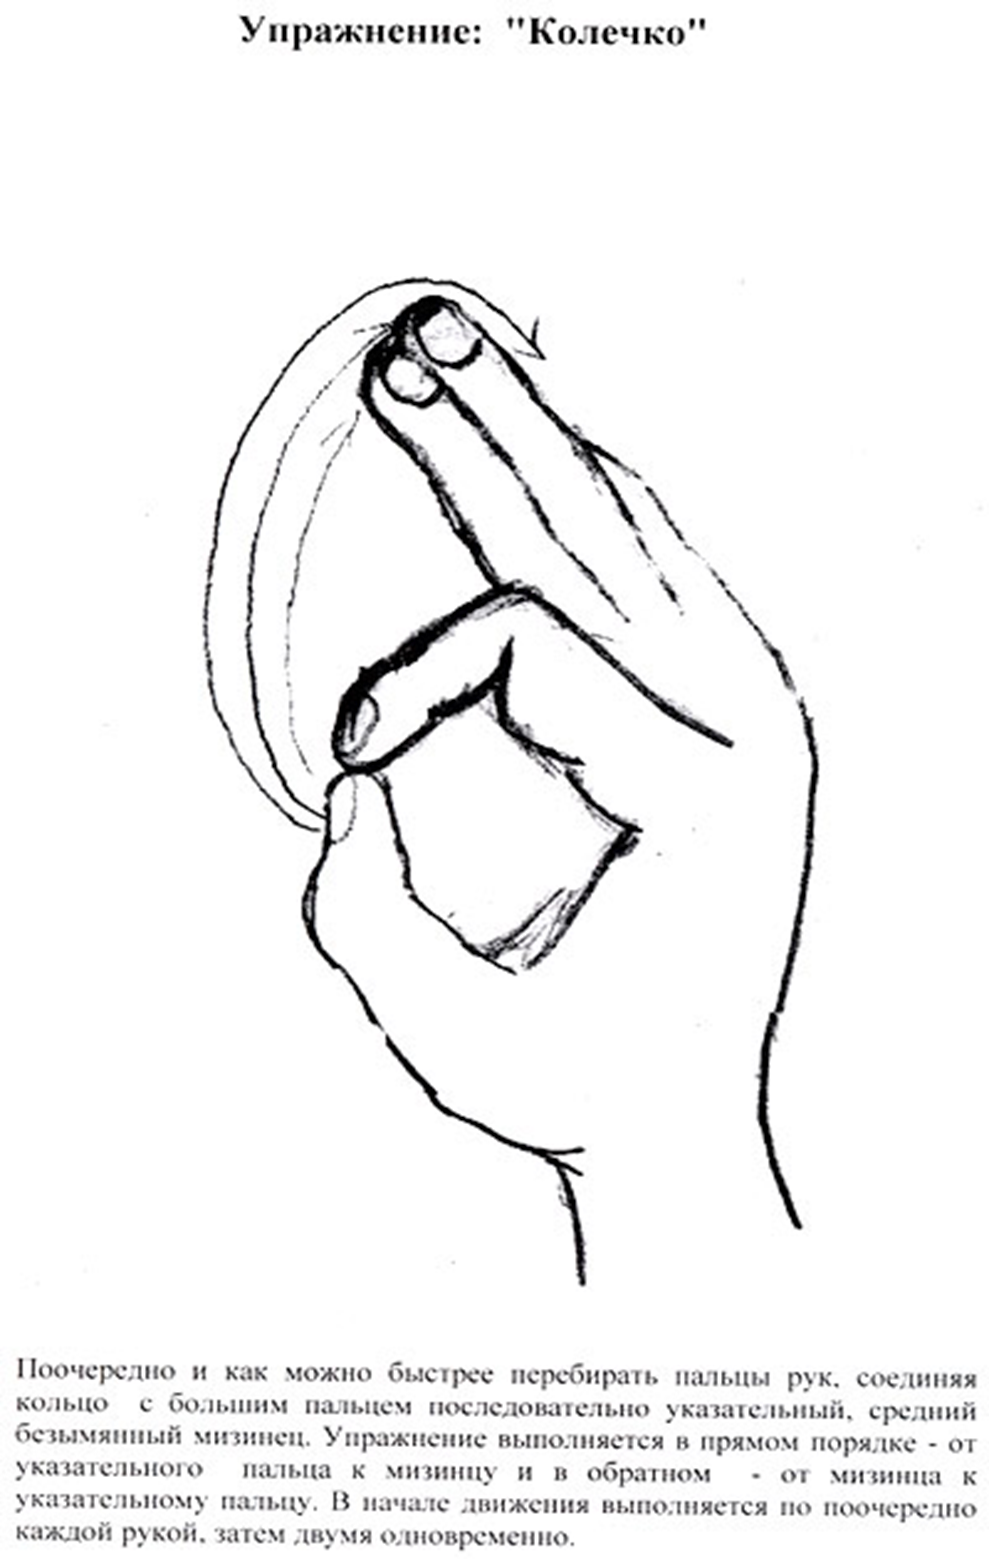 Упражнение: "Колечко"
Поочередно и как можно быстрее перебирать пальцы рук, соединяя
кольцо с большим пальцем последовательно указательный, средний
безымянный мизинец. Упражнение выполняется в прямом порядке - от
указательного пальца к мизинцу и в обратном - от мизинца к
указательному пальцу. В начале движения выполняется по поочередно
каждой рукой, затем двумя одновременно.